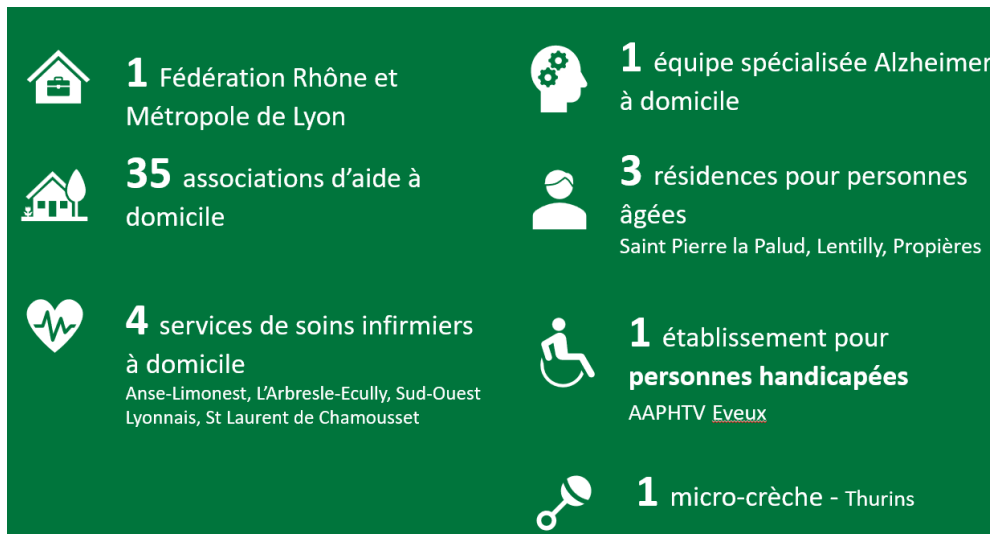 1 Fédération Rhône et
Métropole de Lyon
35 associations d'aide à
domicile
4 services de soins infirmiers
à domicile
Anse-Limonest, L'Arbresle-Ecully, Sud-Ouest
Lyonnais, St Laurent de Chamousset
1 équipe spécialisée Alzheimer
à domicile
3 résidences pour personnes
âgées
Saint Pierre la Palud, Lentilly, Propières
1 établissement pour
personnes handicapées
AAPHTV Eveux
1 micro-crèche - Thurins